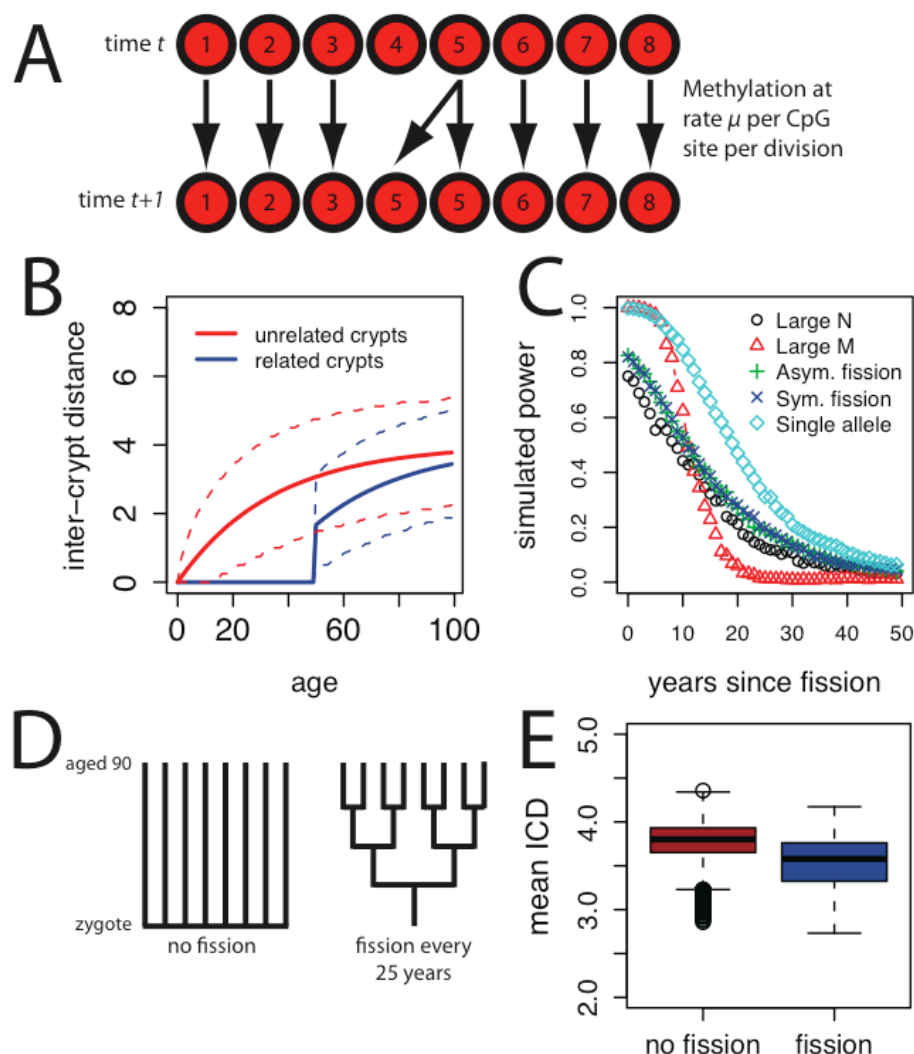 A
time t
1 2 3 4 5 6 7 8
Methylation at
rate μ per CpG
site per division
time t+1
1 2 3 5 5 6 7 8
B
inter−crypt distance
8
6
4
2
0
unrelated crypts
related crypts
0 20 60 100
age
C
simulated power
1.0
0.8
0.6
0.4
0.2
0.0
Large N
Large M
Asym. fission
Sym. fission
Single allele
0 10 20 30 40 50
years since fission
D
aged 90
zygote
no fission
fission every
25 years
E
mean ICD
5.0
4.0
3.0
2.0
no fission fission